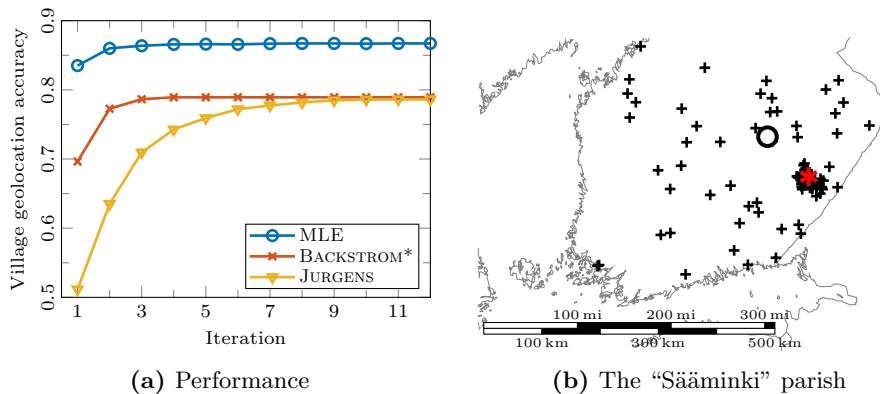 0.9
0.8
0.7
0.6
0.5
Village geolocation accuracy
MLE
BACKSTROM*
JURGENS
1 3 5 7 9 11
Iteration
(a) Performance
100 mi 200 mi 300 mi
100 km 300 km 500 km
(b) The “Sääminki” parish